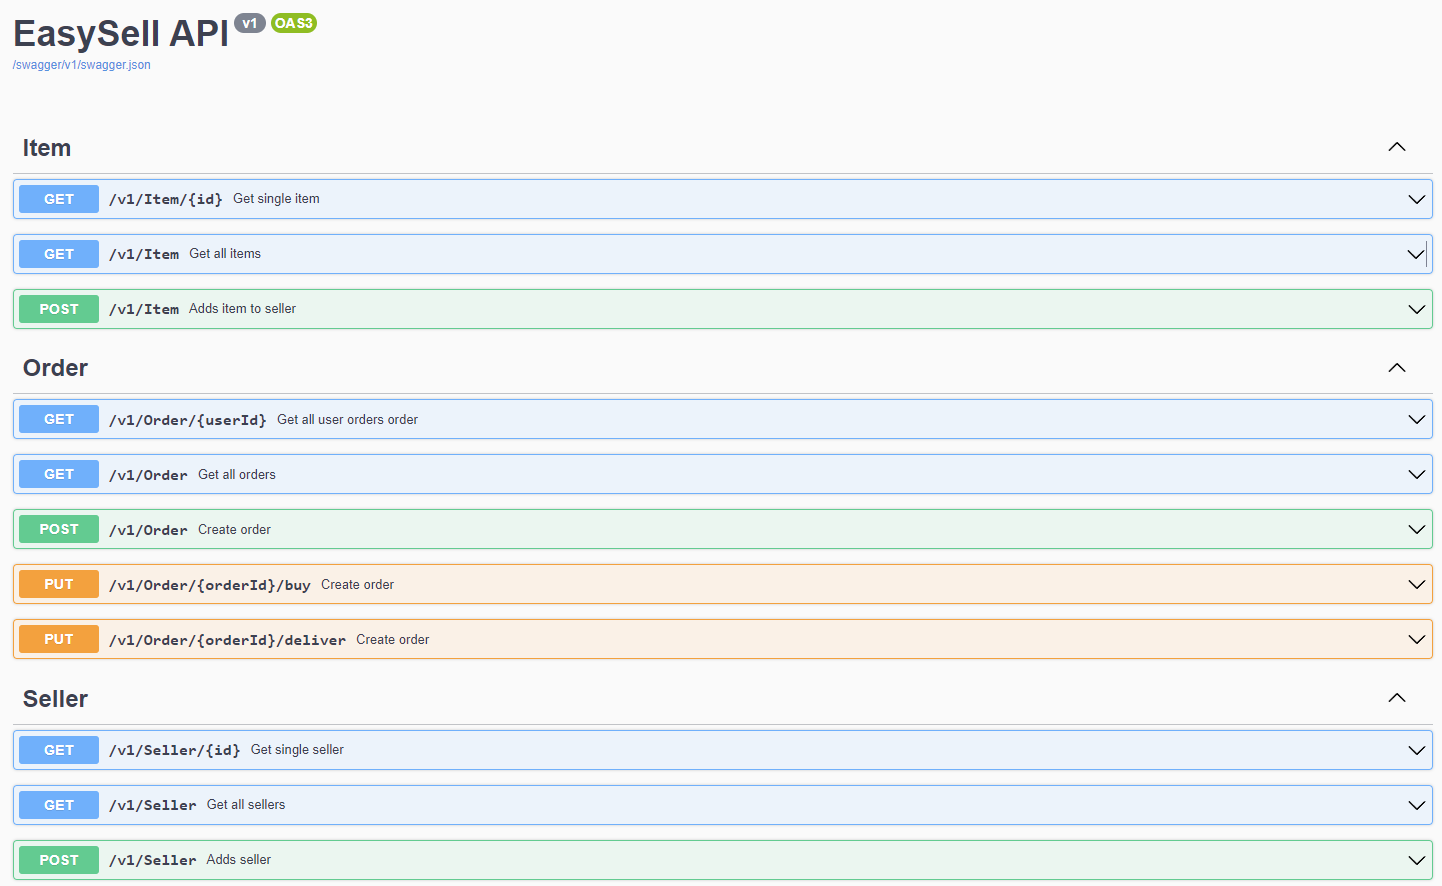 EasySell API v1 OAS3
/swagger/v1/swagger.json
Item
GET /v1/Item/{id} Get single item
GET /v1/Item Get all items
POST /v1/Item Adds item to seller
Order
GET /v1/Order/{userId} Get all user orders order
GET /v1/Order Get all orders
POST /v1/Order Create order
PUT /v1/Order/{orderId}/buy Create order
PUT /v1/Order/{orderId}/deliver Create order
Seller
GET /v1/Seller/{id} Get single seller
GET /v1/Seller Get all sellers
POST /v1/Seller Adds seller